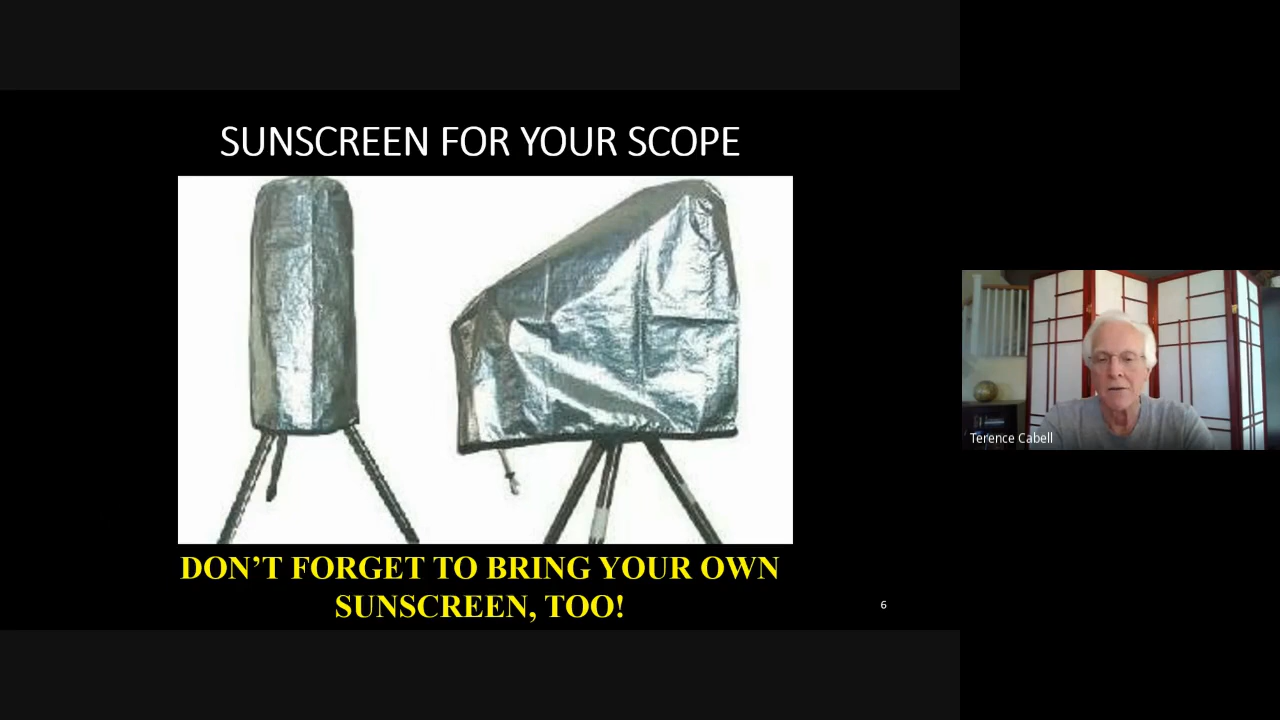 SUNSCREEN FOR YOUR SCOPE
DON'T FORGET TO BRING YOUR OWN
SUNSCREEN, TOO!
6
Terence Cabell